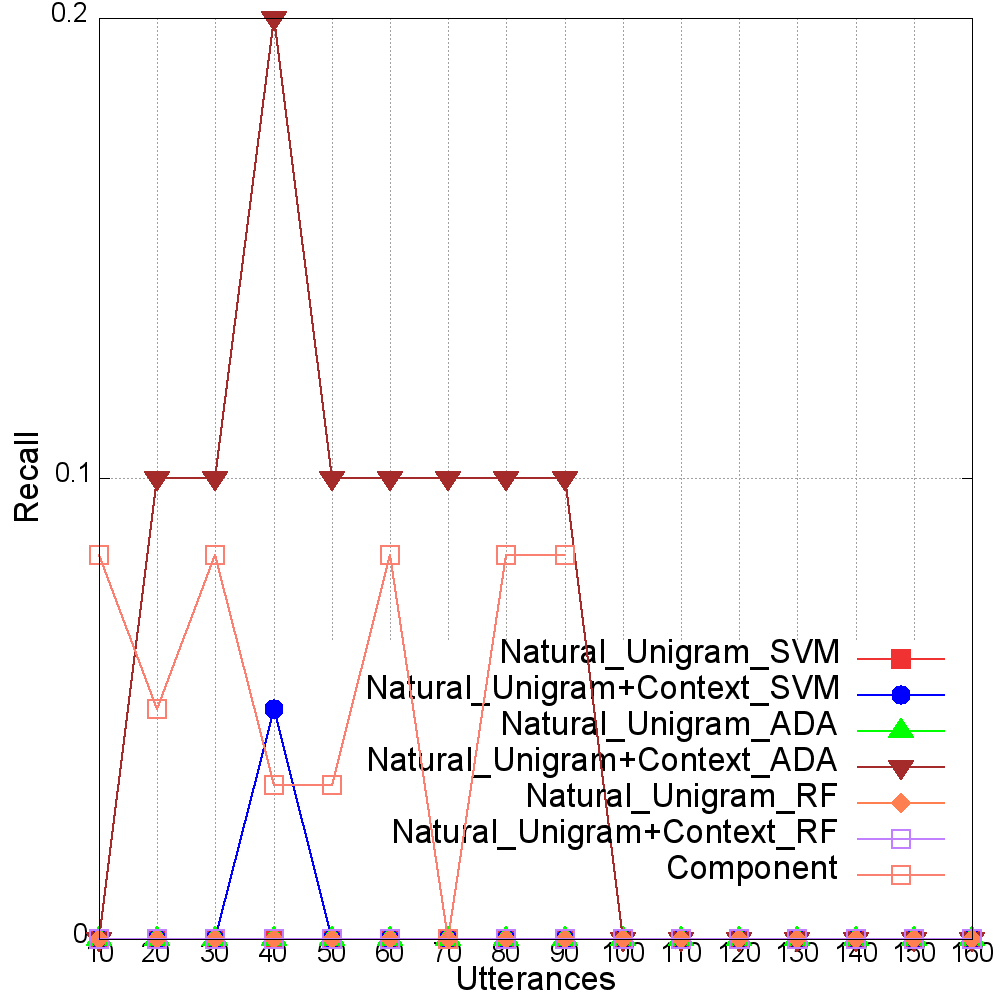 0.2
0.1
0
Recall
Natural_Unigram_SVM
Natural_Unigram+Context_SVM
Natural_Unigram_ADA
Natural_Unigram+Context_ADA
Natural_Unigram_RF
Natural_Unigram+Context_RF
Component
10 20 30 40 50 60 70 80 90 100 110 120 130 140 150 160
Utterances